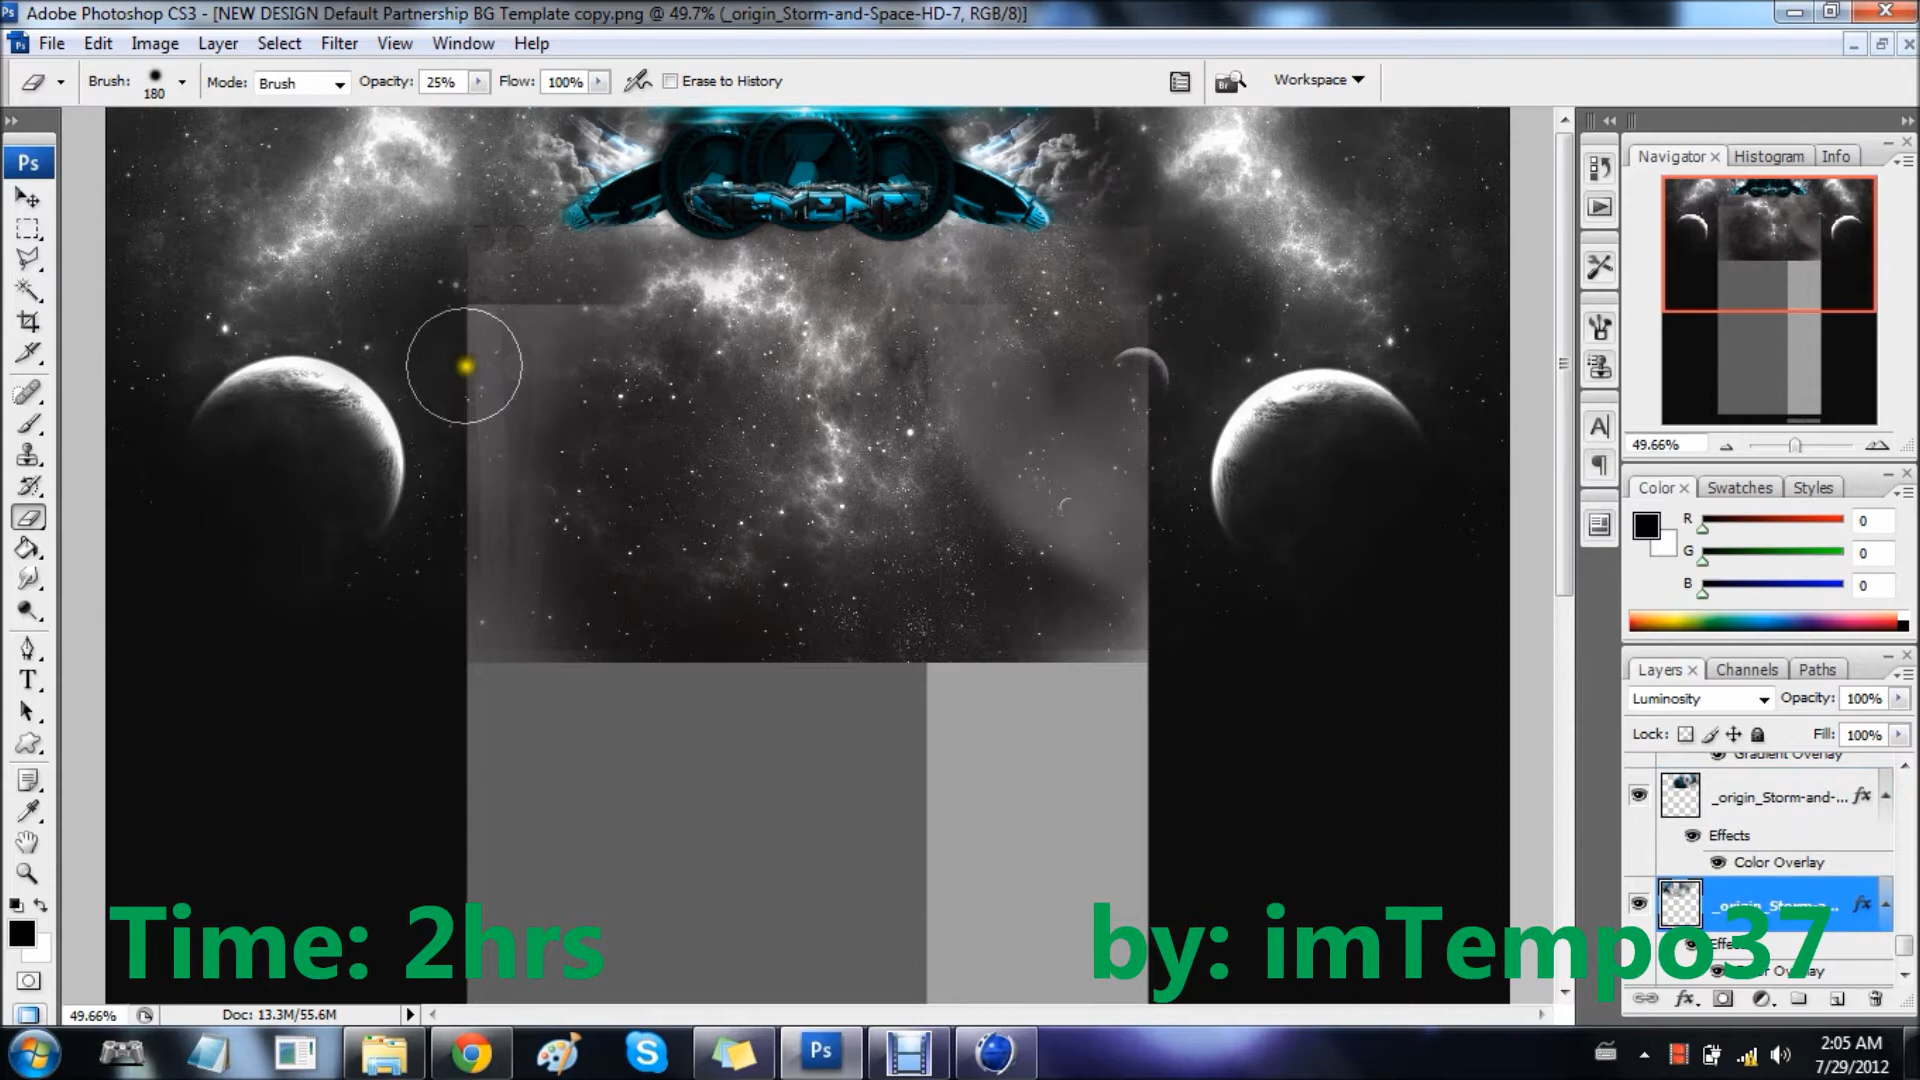 Adobe Photoshop CS3 - [NEW DESIGN Default Partnership BG Template copy.png @ 49.7% (_origin_Storm-and-Space-HD-7, RGB/8)]
File Edit Image Layer Select Filter View Window Help
Brush: 180 Mode: Brush Opacity: 25% Flow: 100% Erase to History Workspace
Ps
Navigator Histogram Info
49.66%
Color Swatches Styles
R 0
G 0
B 0
Layers Channels Paths
Luminosity Opacity: 100%
Lock: Fill: 100%
Gradient Overlay
_origin_Storm-and-... fx
Effects
Color Overlay
_origin_Storm-a... fx
Time: 2hrs
by: imTempo37
49.66% Doc: 13.3M/55.6M
Ps
2:05 AM
7/29/2012